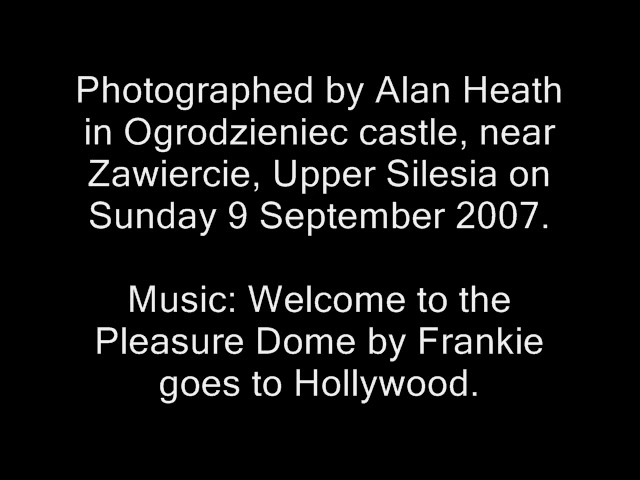 Photographed by Alan Heath
in Ogrodzieniec castle, near
Zawiercie, Upper Silesia on
Sunday 9 September 2007.
Music: Welcome to the
Pleasure Dome by Frankie
goes to Hollywood.